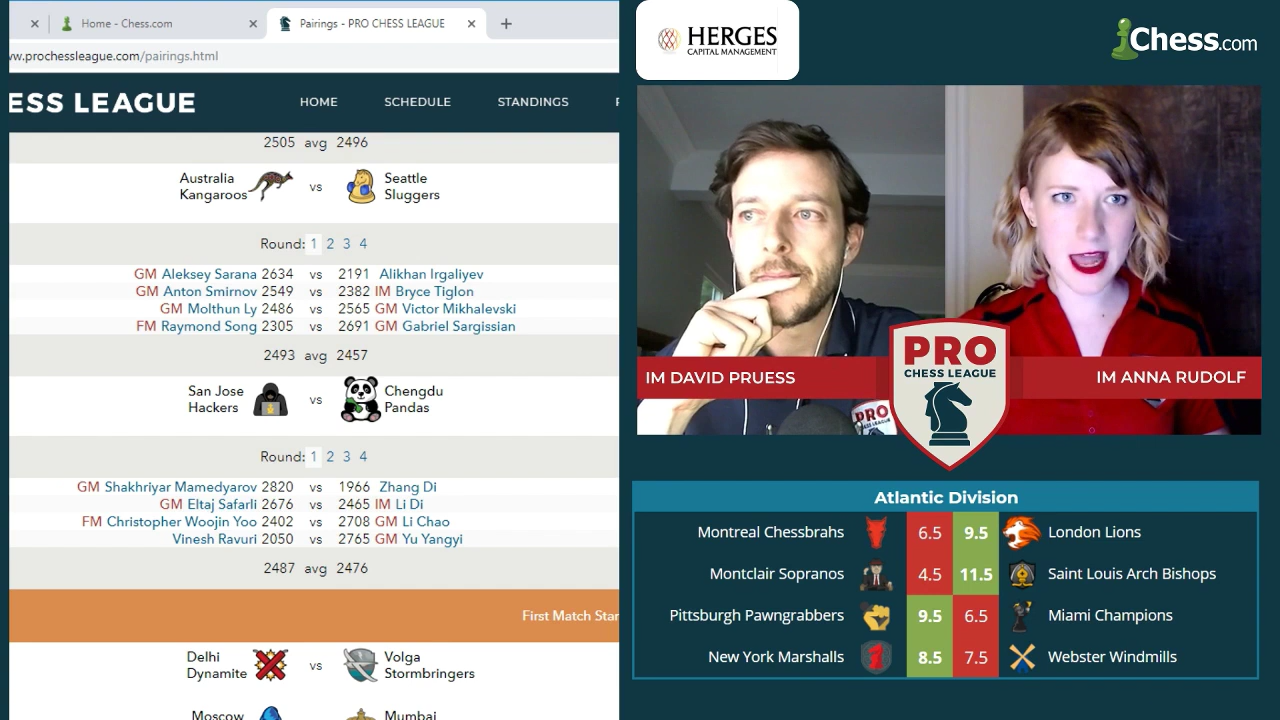 Home - Chess.com
Pairings - PRO CHESS LEAGUE
w.prochessleague.com/pairings.html
ESS LEAGUE
HOME
SCHEDULE
STANDINGS
2505 avg 2496
Australia
Kangaroos
vs
Seattle
Sluggers
Round: 1 2 3 4
GM Aleksey Sarana 2634 vs 2191 Alikhan Irgaliyev
GM Anton Smirnov 2549 vs 2382 IM Bryce Tiglon
GM Molthun Ly 2486 vs 2565 GM Victor Mikhalevski
FM Raymond Song 2305 vs 2691 GM Gabriel Sargissian
2493 avg 2457
San Jose
Hackers
vs
Chengdu
Pandas
Round: 1 2 3 4
GM Shakhriyar Mamedyarov 2820 vs 1966 Zhang Di
GM Eltaj Safarli 2676 vs 2465 IM Li Di
FM Christopher Woojin Yoo 2402 vs 2708 GM Li Chao
Vinesh Ravuri 2050 vs 2765 GM Yu Yangyi
2487 avg 2476
First Match Star
Delhi
Dynamite
vs
Volga
Stormbringers
Moscow
Mumbai
HERGES
CAPITAL MANAGEMENT
Chess.com
IM DAVID PRUESS
PRO
CHESS LEAGUE
IM ANNA RUDOLF
PRO
CHESS LEAGUE
Atlantic Division
Montreal Chessbrahs 6.5 9.5 London Lions
Montclair Sopranos 4.5 11.5 Saint Louis Arch Bishops
Pittsburgh Pawngrabbers 9.5 6.5 Miami Champions
New York Marshalls 8.5 7.5 Webster Windmills